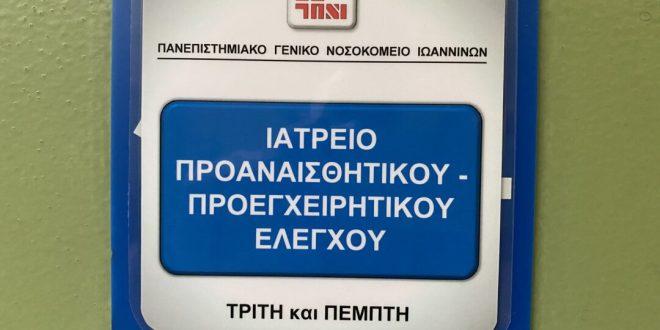 ΠΑΝΕΠΙΣΤΗΜΙΑΚΟ ΓΕΝΙΚΟ ΝΟΣΟΚΟΜΕΙΟ ΙΩΑΝΝΙΝΩΝ
ΙΑΤΡΕΙΟ
ΠΡΟΑΝΑΙΣΘΗΤΙΚΟΥ -
ΠΡΟΕΓΧΕΙΡΗΤΙΚΟΥ
ΕΛΕΓΧΟΥ
ΤΡΙΤΗ και ΠΕΜΠΤΗ